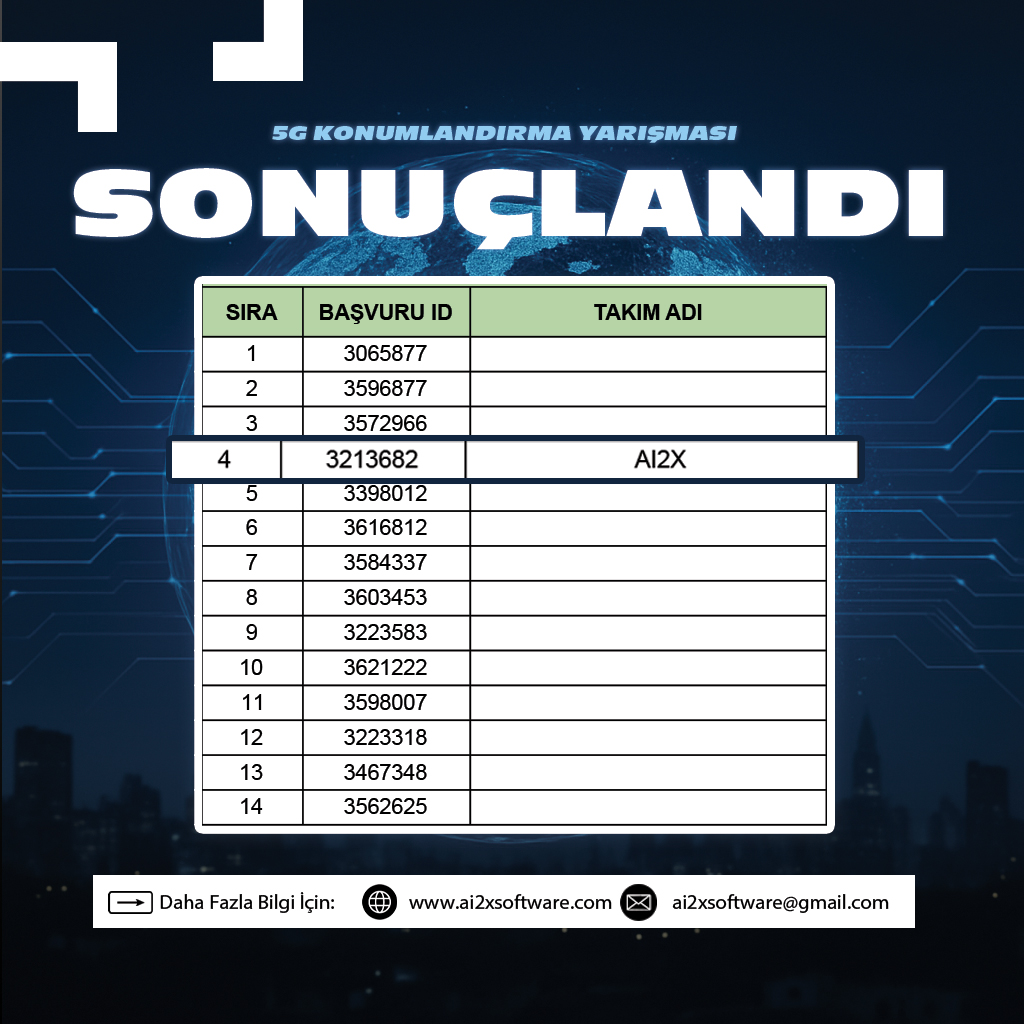 5G KONUMLANDIRMA YARIŞMASI
SONUÇLANDI
SIRA BAŞVURU ID TAKIM ADI
1 3065877
2 3596877
3 3572966
4 3213682 AI2X
5 3398012
6 3616812
7 3584337
8 3603453
9 3223583
10 3621222
11 3598007
12 3223318
13 3467348
14 3562625
Daha Fazla Bilgi İçin: www.ai2xsoftware.com ai2xsoftware@gmail.com